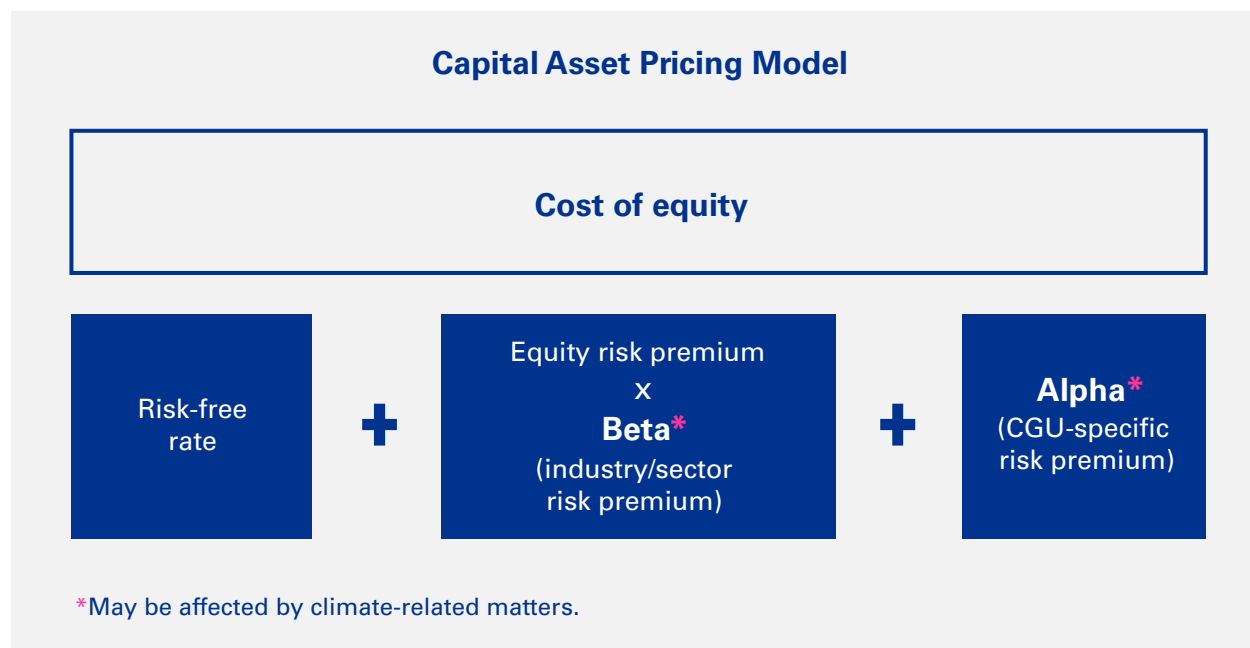 Capital Asset Pricing Model
Cost of equity
Risk-free
rate
+
Equity risk premium
x
Beta*
(industry/sector
risk premium)
+
Alpha*
(CGU-specific
risk premium)
*May be affected by climate-related matters.